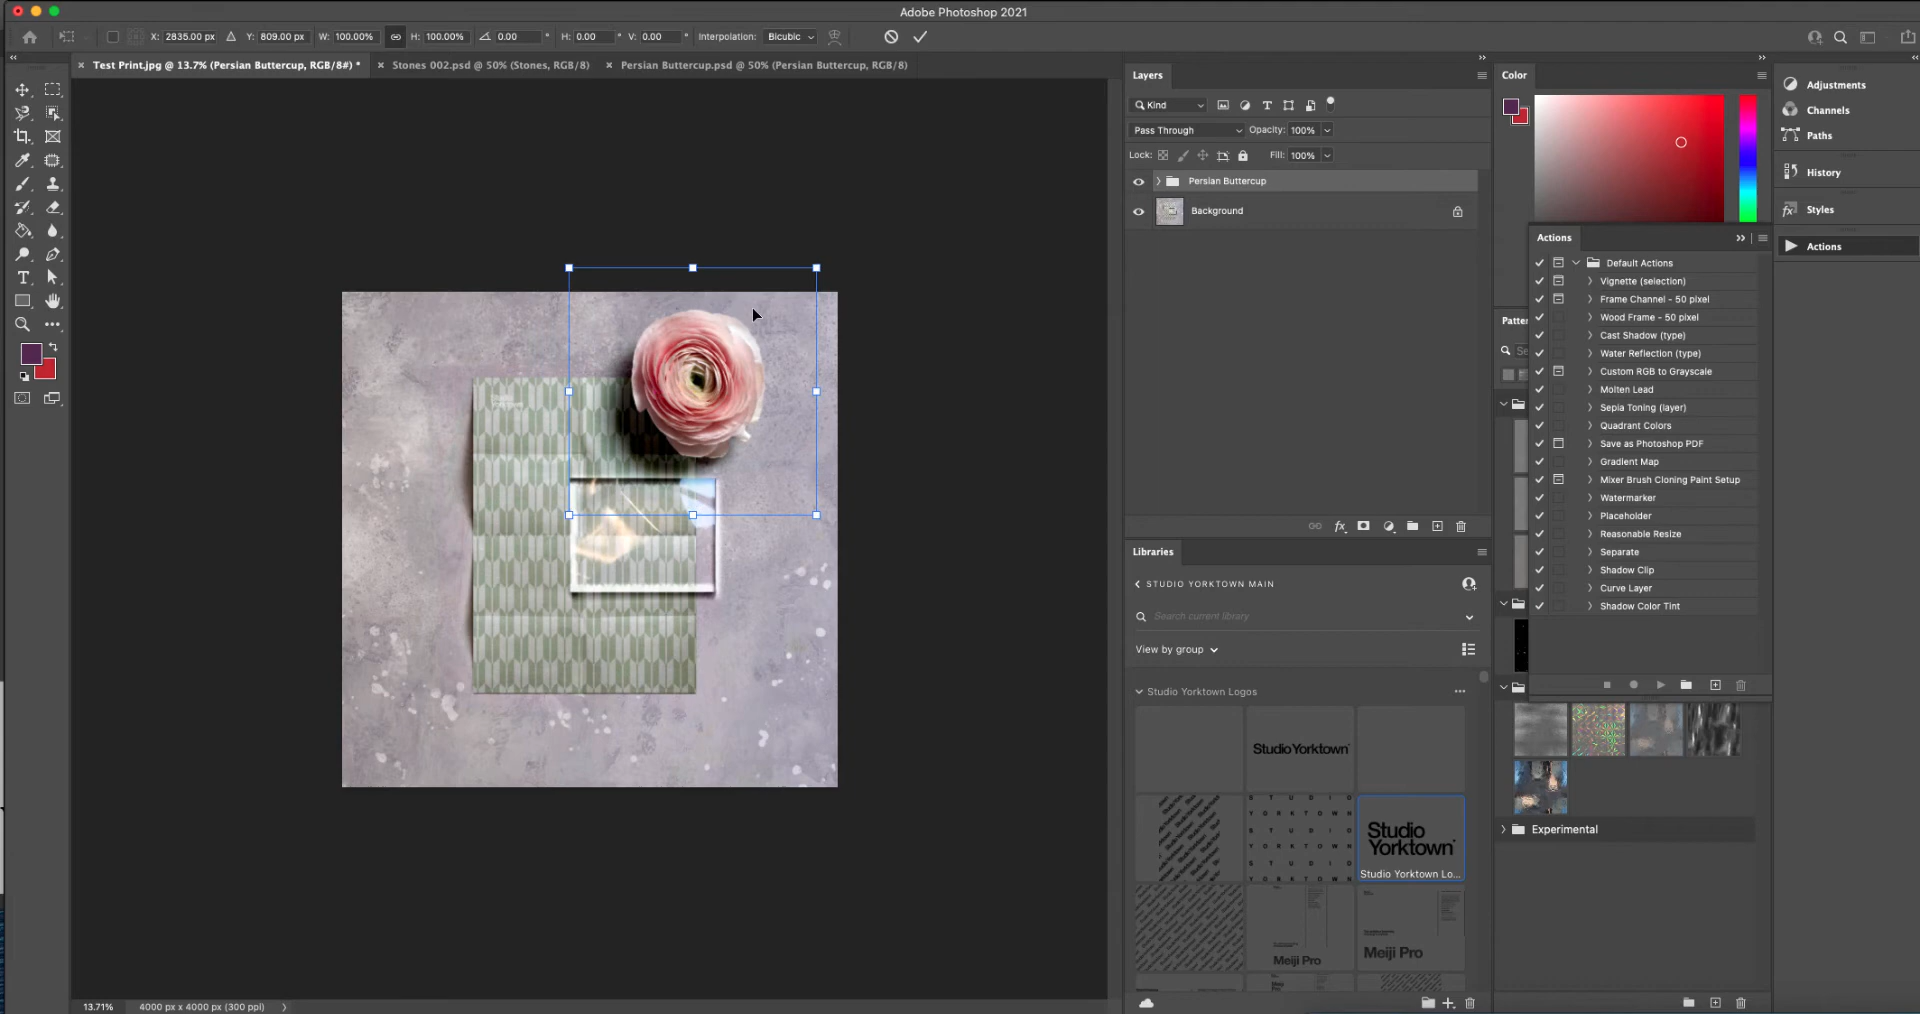 Adobe Photoshop 2021
X: 2835.00 px
Y: 809.00 px
W: 100.00%
H: 100.00%
0.00 °
H: 0.00 °
V: 0.00 °
Interpolation:
Bicubic
Test Print.jpg @ 13.7% (Persian Buttercup, RGB/8#) *
Stones 002.psd @ 50% (Stones, RGB/8)
Persian Buttercup.psd @ 50% (Persian Buttercup, RGB/8)
Studio
Yorktown
13.71%
4000 px x 4000 px (300 ppi)
Layers
Kind
Pass Through
Opacity: 100%
Lock:
Fill: 100%
Persian Buttercup
Background
fx
Libraries
STUDIO YORKTOWN MAIN
Search current library
View by group
Studio Yorktown Logos
Studio Yorktown
S T U D I O
Y O R K T O W N
S T U D I O
Y O R K T O W N
S T U D I O
Y O R K T O W N
Studio
Yorktown
Studio Yorktown Lo...
Meiji Pro
Meiji Pro
Color
Patter
Se
Actions
Default Actions
Vignette (selection)
Frame Channel - 50 pixel
Wood Frame - 50 pixel
Cast Shadow (type)
Water Reflection (type)
Custom RGB to Grayscale
Molten Lead
Sepia Toning (layer)
Quadrant Colors
Save as Photoshop PDF
Gradient Map
Mixer Brush Cloning Paint Setup
Watermarker
Placeholder
Reasonable Resize
Separate
Shadow Clip
Curve Layer
Shadow Color Tint
Experimental
Adjustments
Channels
Paths
History
Styles
Actions